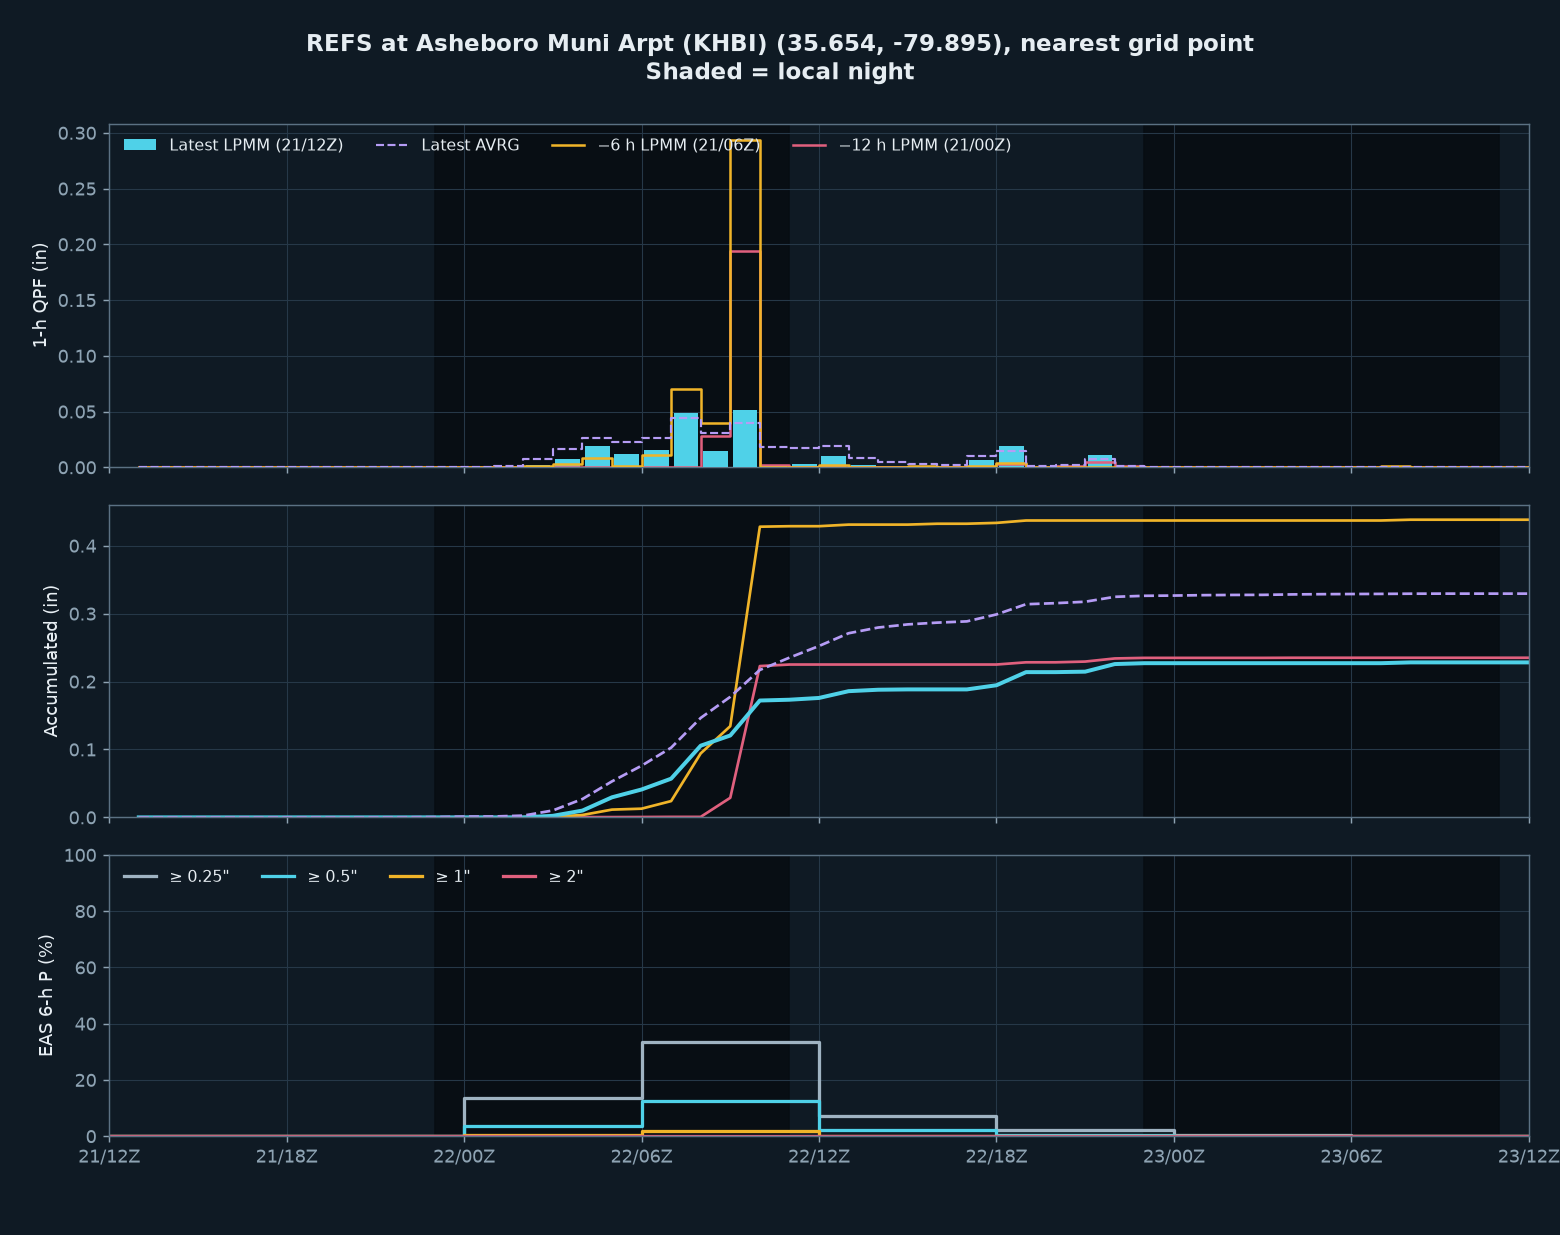 REFS at Asheboro Muni Arpt (KHBI) (35.654, -79.895), nearest grid point
Shaded = local night
Latest LPMM (21/12Z) Latest AVRG −6 h LPMM (21/06Z) −12 h LPMM (21/00Z)
1-h QPF (in)
0.30
0.25
0.20
0.15
0.10
0.05
0.00
Accumulated (in)
0.4
0.3
0.2
0.1
0.0
≥ 0.25" ≥ 0.5" ≥ 1" ≥ 2"
EAS 6-h P (%)
100
80
60
40
20
0
21/12Z 21/18Z 22/00Z 22/06Z 22/12Z 22/18Z 23/00Z 23/06Z 23/12Z